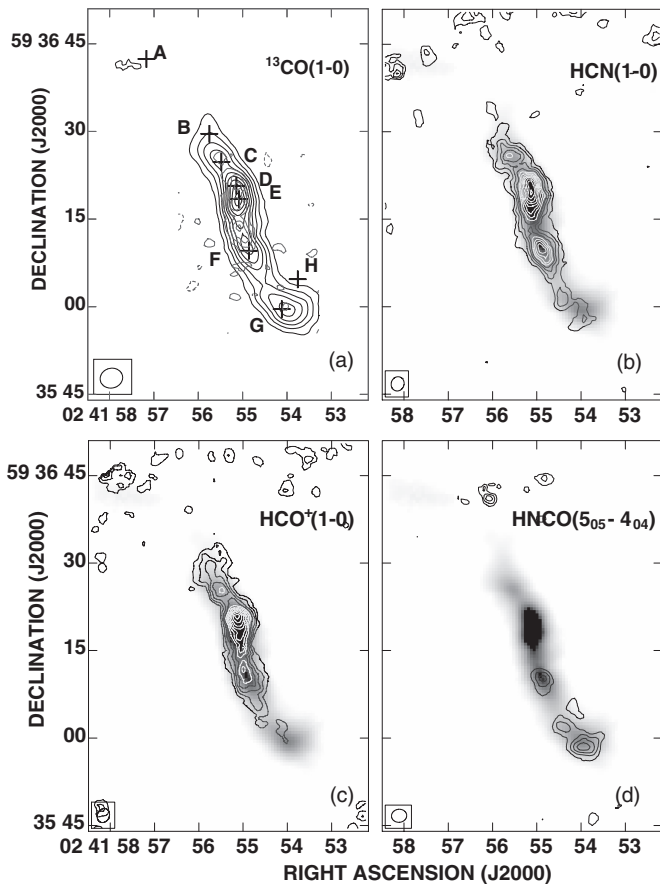 59 36 45
A
¹³CO(1-0)
HCN(1-0)
30
B
C
D
E
DECLINATION (J2000)
15
F
H
00
G
(a)
(b)
35 45
02 41 58 57 56 55 54 53
58 57 56 55 54 53
59 36 45
HCO⁺(1-0)
HNCO(5₀₅- 4₀₄)
30
DECLINATION (J2000)
15
00
(c)
(d)
35 45
02 41 58 57 56 55 54 53
58 57 56 55 54 53
RIGHT ASCENSION (J2000)